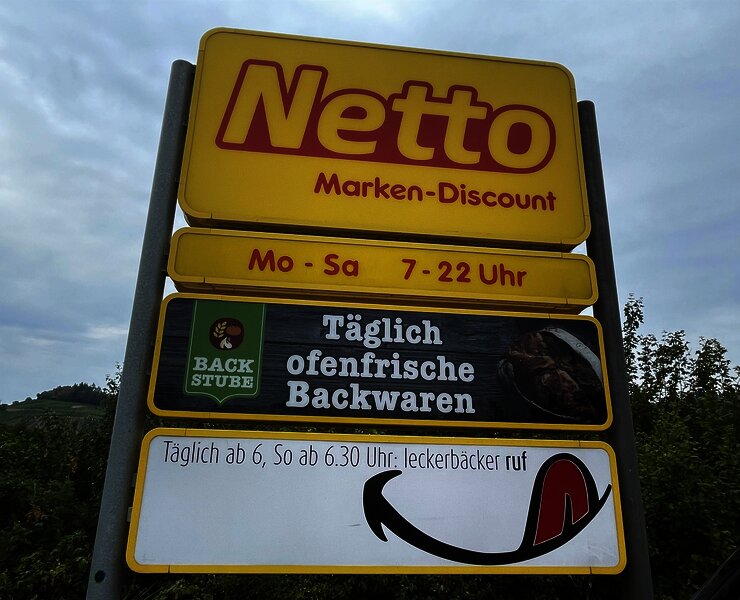 Netto
Marken-Discount
Mo - Sa 7 - 22 Uhr
BACK
STUBE
Täglich
ofenfrische
Backwaren
Täglich ab 6, So ab 6.30 Uhr: leckerbäcker ruf